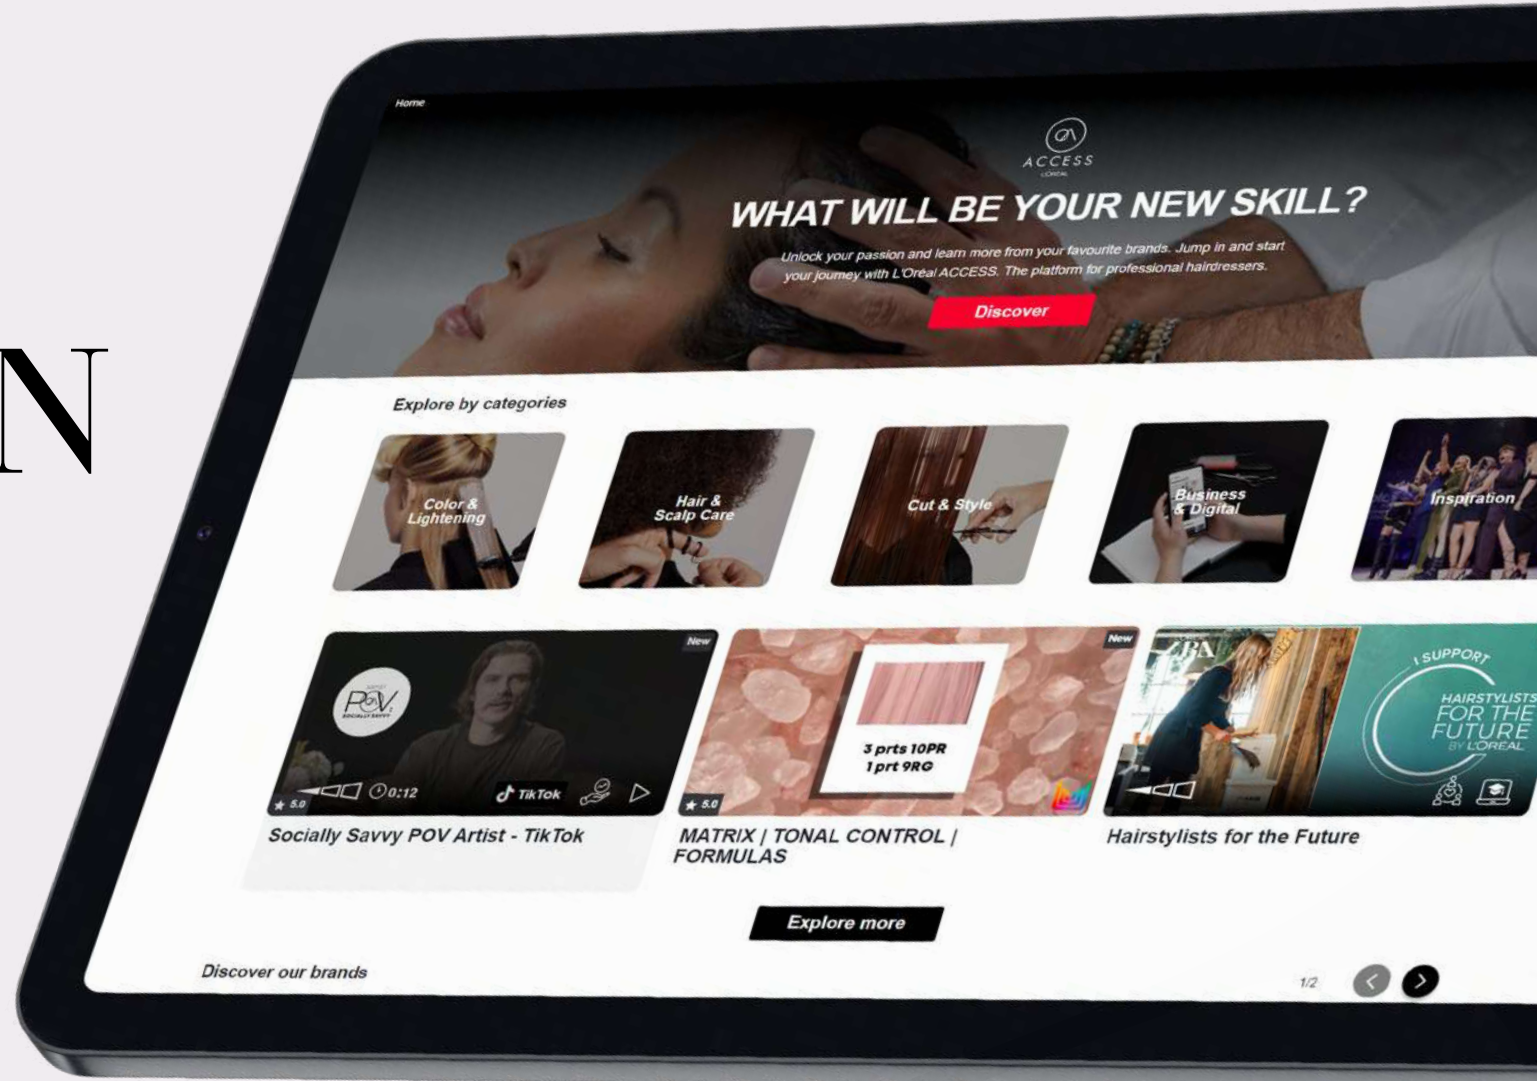 N
Home
ACCESS
L'ORÉAL
WHAT WILL BE YOUR NEW SKILL?
Unlock your passion and learn more from your favourite brands. Jump in and start
your journey with L'Oréal ACCESS. The platform for professional hairdressers.
Discover
Explore by categories
Color &
Lightening
Hair &
Scalp Care
Cut & Style
Business
& Digital
Inspiration
New
ARTIST
POV
SOCIALLY SAVVY
0:12
TikTok
5.0
Socially Savvy POV Artist - TikTok
New
3 prts 10PR
1 prt 9RG
5.0
MATRIX | TONAL CONTROL |
FORMULAS
I SUPPORT
HAIRSTYLISTS
FOR THE
FUTURE
BY L'ORÉAL
Hairstylists for the Future
Explore more
Discover our brands
1/2